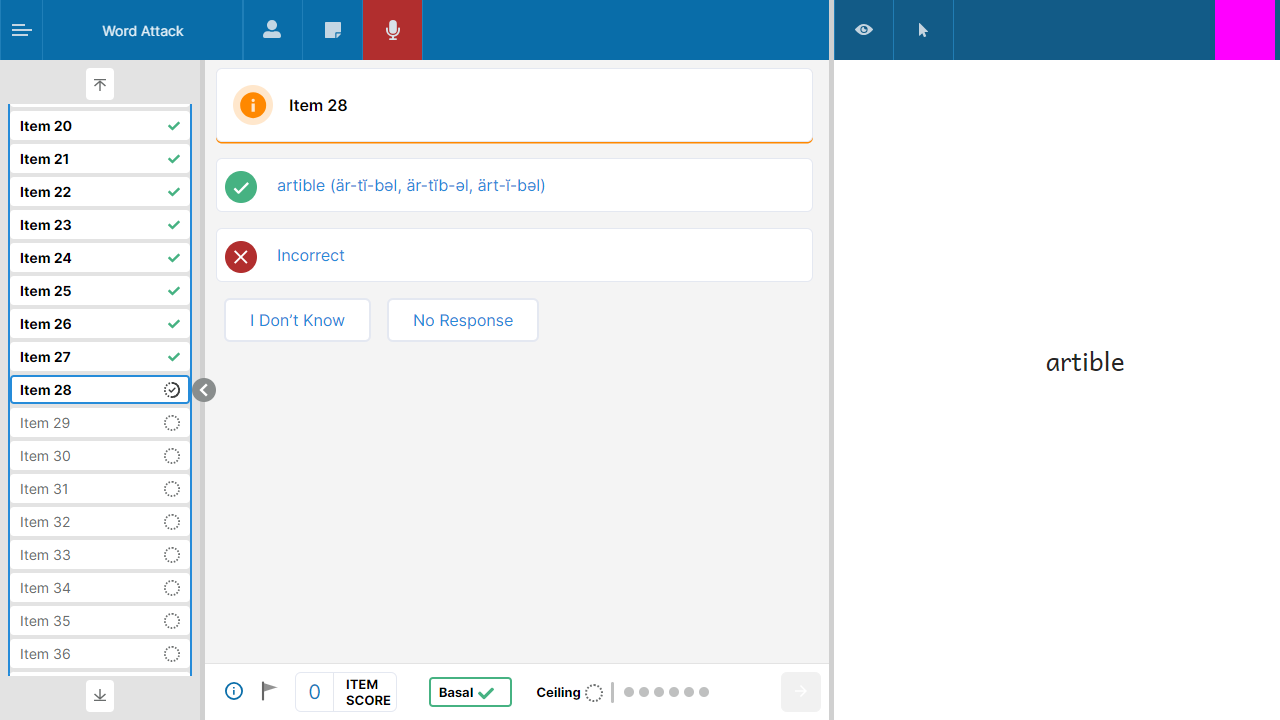 Word Attack
Item 20
Item 21
Item 22
Item 23
Item 24
Item 25
Item 26
Item 27
Item 28
Item 29
Item 30
Item 31
Item 32
Item 33
Item 34
Item 35
Item 36
Item 28
artible (är-tĭ-bəl, är-tĭb-əl, ärt-ĭ-bəl)
Incorrect
I Don’t Know
No Response
0
ITEM
SCORE
Basal
Ceiling
artible